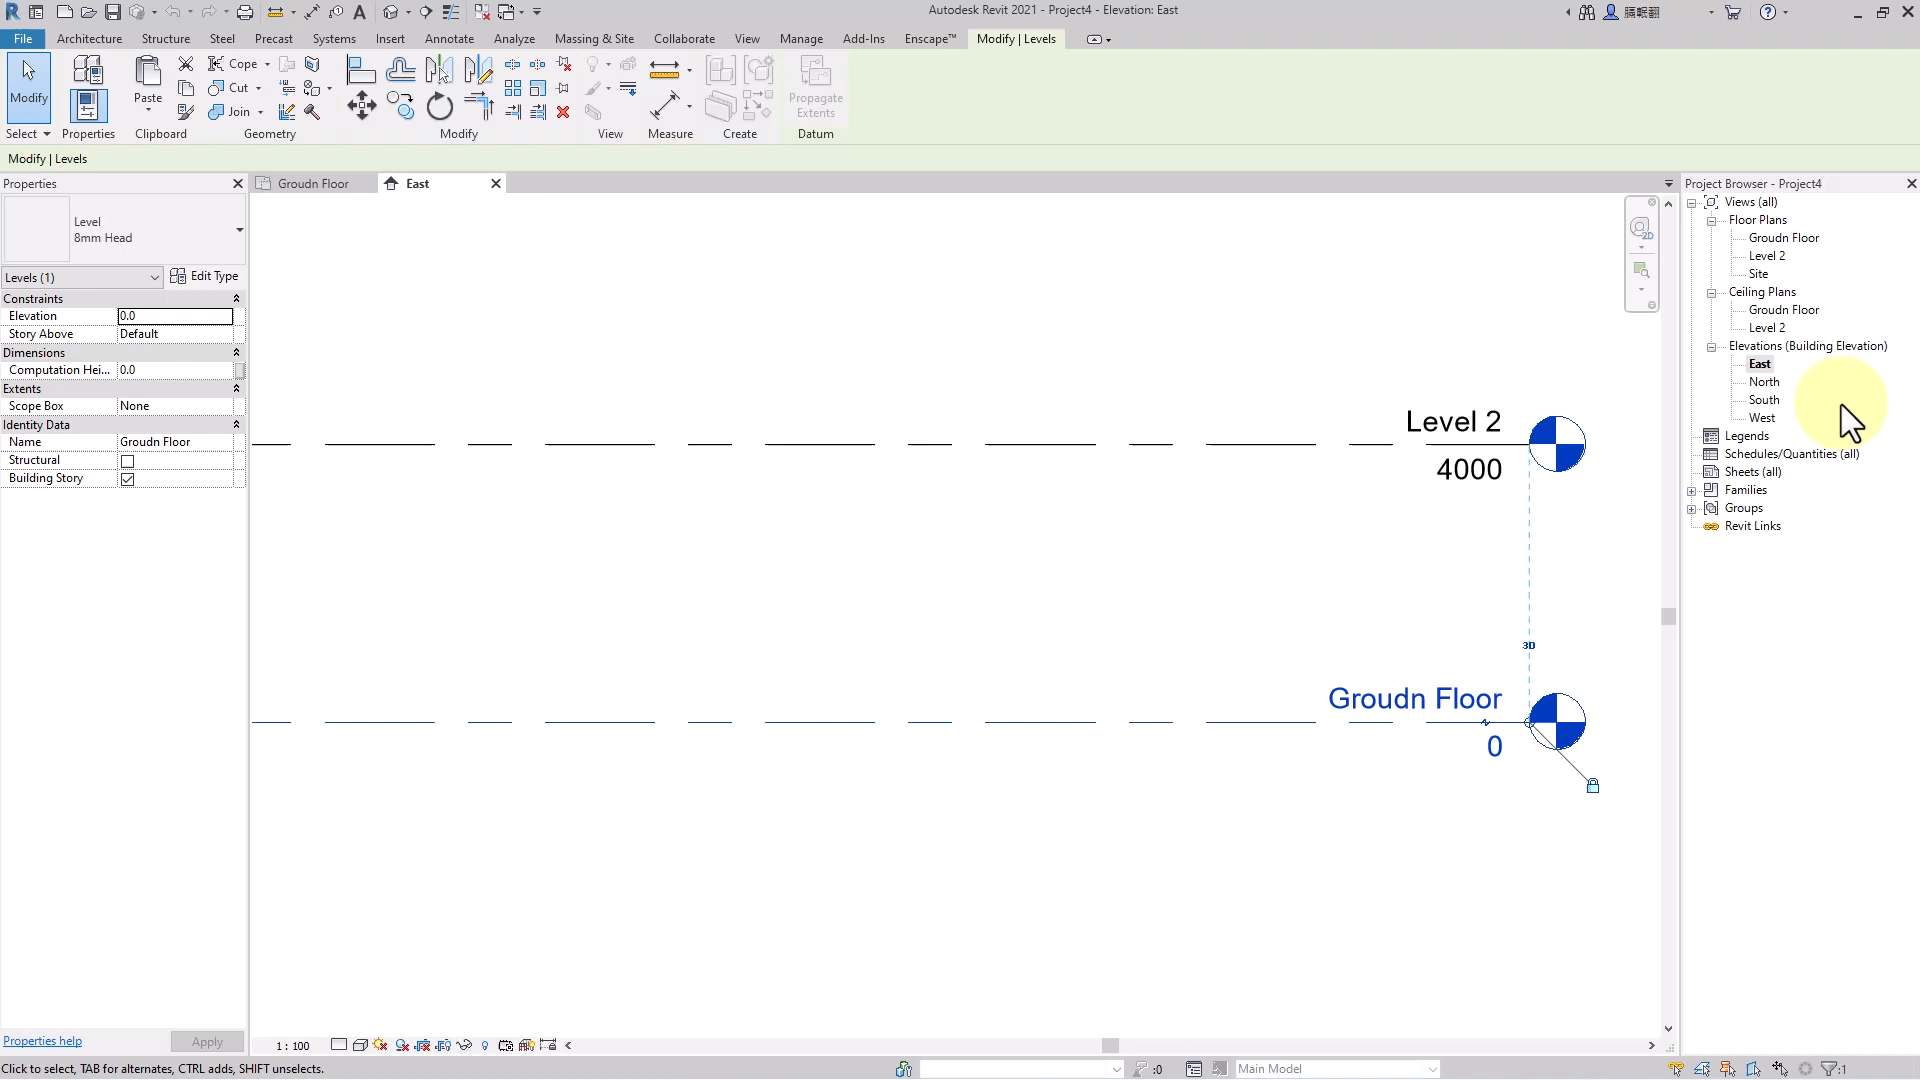 Autodesk Revit 2021 - Project4 - Elevation: East
File Architecture Structure Steel Precast Systems Insert Annotate Analyze Massing & Site Collaborate View Manage Add-Ins Enscape™ Modify | Levels
Modify
Paste
Cope
Cut
Join
Propagate
Extents
Select Properties Clipboard Geometry Modify View Measure Create Datum
Modify | Levels
Properties
Level
8mm Head
Levels (1)
Edit Type
Constraints
Elevation 0.0
Story Above Default
Dimensions
Computation Hei... 0.0
Extents
Scope Box None
Identity Data
Name Groudn Floor
Structural
Building Story
Properties help
Apply
Groudn Floor
East
2D
Level 2
4000
3D
Groudn Floor
0
Project Browser - Project4
Views (all)
Floor Plans
Groudn Floor
Level 2
Site
Ceiling Plans
Groudn Floor
Level 2
Elevations (Building Elevation)
East
North
South
West
Legends
Schedules/Quantities (all)
Sheets (all)
Families
Groups
Revit Links
1 : 100
Click to select, TAB for alternates, CTRL adds, SHIFT unselects.
:0
Main Model
:1